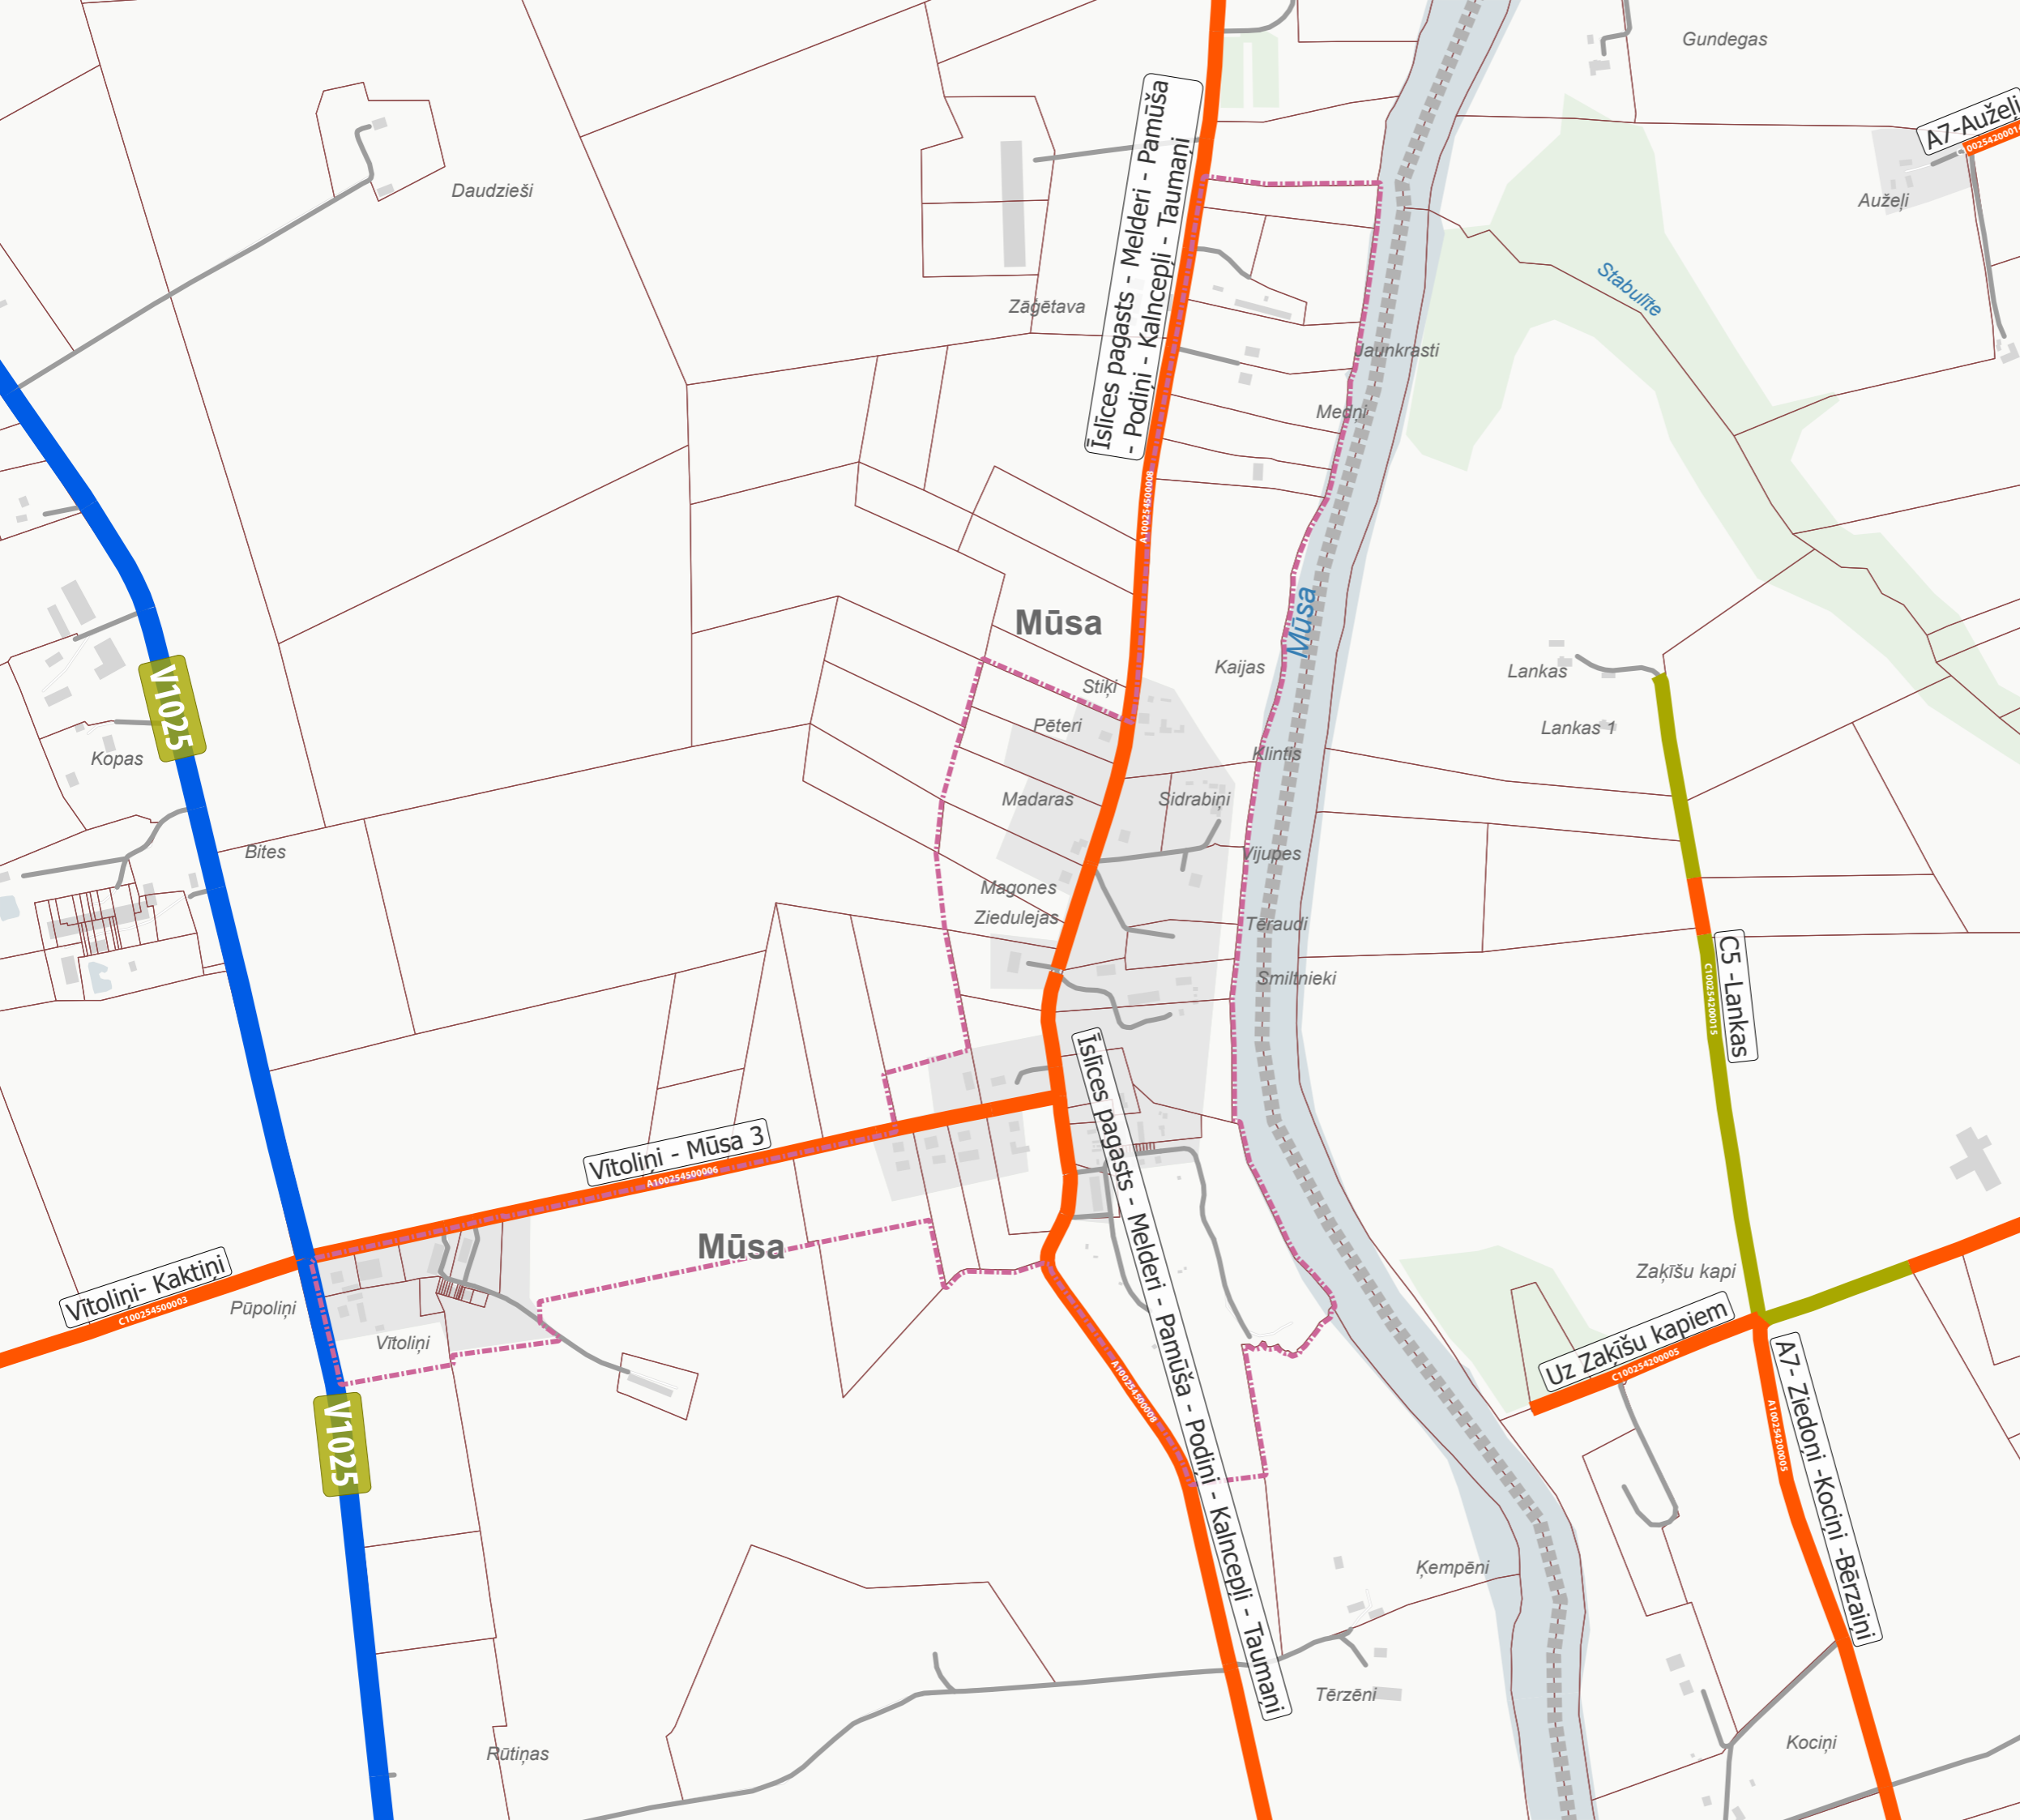 Gundegas
A7-Aužeļi
Daudzieši
Aužeļi
Īslīces pagasts - Melderi - Pamūša
- Podiņi - Kalncepļi - Taumaņi
Stabulīte
Zāģētava
Jaunkrasti
Medņi
A100254500008
Mūsa
Mūsa
Kaijas
Lankas
Stiķi
V1025
Pēteri
Lankas 1
Kopas
Klintis
Madaras
Sidrabiņi
Bites
Vijupes
Magones
Ziedulejas
Tēraudi
Smiltnieki
C5 -Lankas
C100254200015
Īslīces pagasts - Melderi - Pamūša - Podiņi - Kalncepļi - Taumaņi
Vītoliņi - Mūsa 3
A100254500006
Mūsa
Vītoliņi- Kaktiņi
C100254500003
Zaķīšu kapi
Pūpoliņi
Vītoliņi
Uz Zaķīšu kapiem
C100254200005
A7- Ziedoņi -Kociņi -Bērzaiņi
A100254200005
A100254500008
V1025
Ķempēni
Tērzēni
Rūtiņas
Kociņi